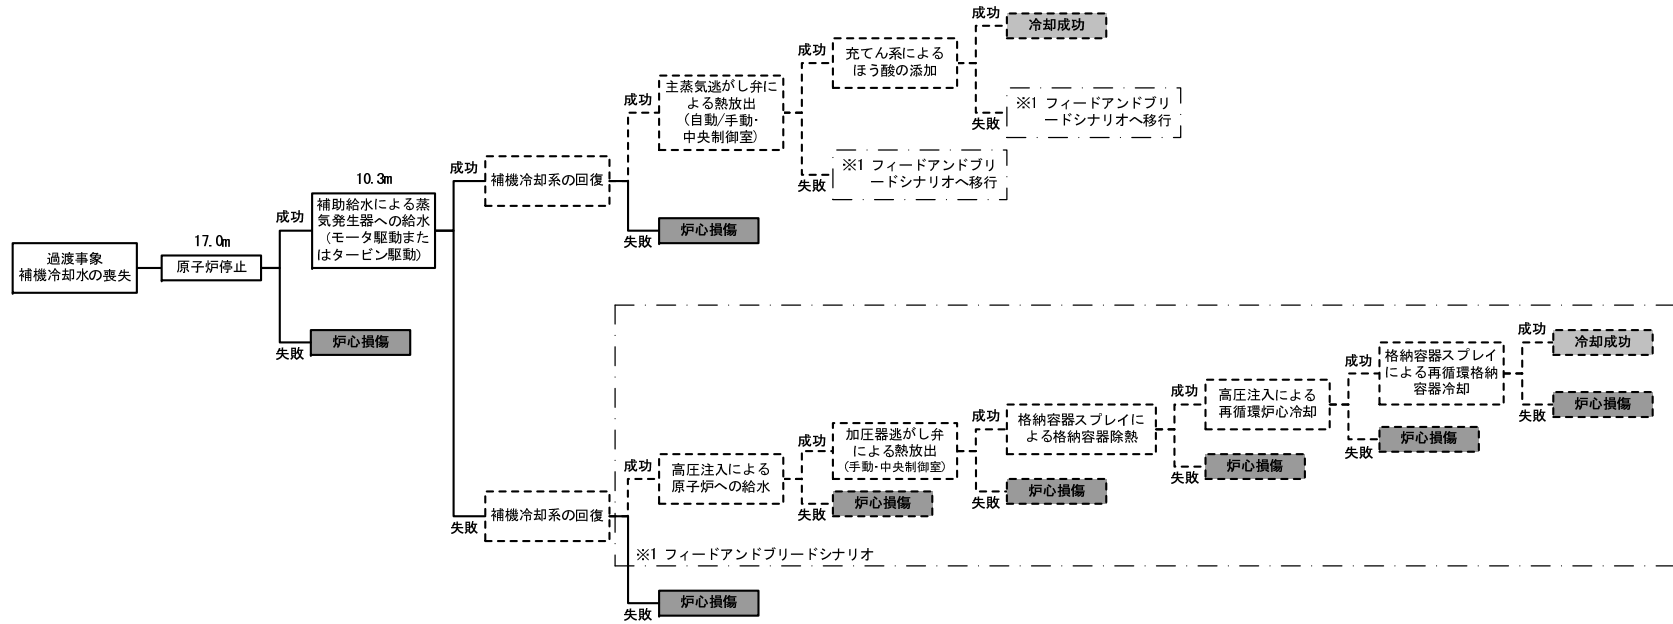 過渡事象
補機冷却水の喪失
17.0m
原子炉停止
成功
10.3m
補助給水による蒸
気発生器への給水
(モータ駆動また
はタービン駆動)
失敗
炉心損傷
成功
補機冷却系の回復
成功
主蒸気逃がし弁に
よる熱放出
(自動/手動・
中央制御室)
成功
充てん系による
ほう酸の添加
成功
冷却成功
失敗
※1 フィードアンドブリ
ードシナリオへ移行
失敗
※1 フィードアンドブリ
ードシナリオへ移行
失敗
炉心損傷
失敗
補機冷却系の回復
成功
高圧注入による
原子炉への給水
成功
加圧器逃がし弁
による熱放出
(手動・中央制御室)
成功
格納容器スプレイに
よる格納容器除熱
成功
高圧注入による
再循環炉心冷却
成功
格納容器スプレイ
による再循環格納
容器冷却
成功
冷却成功
失敗
炉心損傷
失敗
炉心損傷
失敗
炉心損傷
失敗
炉心損傷
失敗
炉心損傷
※1 フィードアンドブリードシナリオ
失敗
炉心損傷